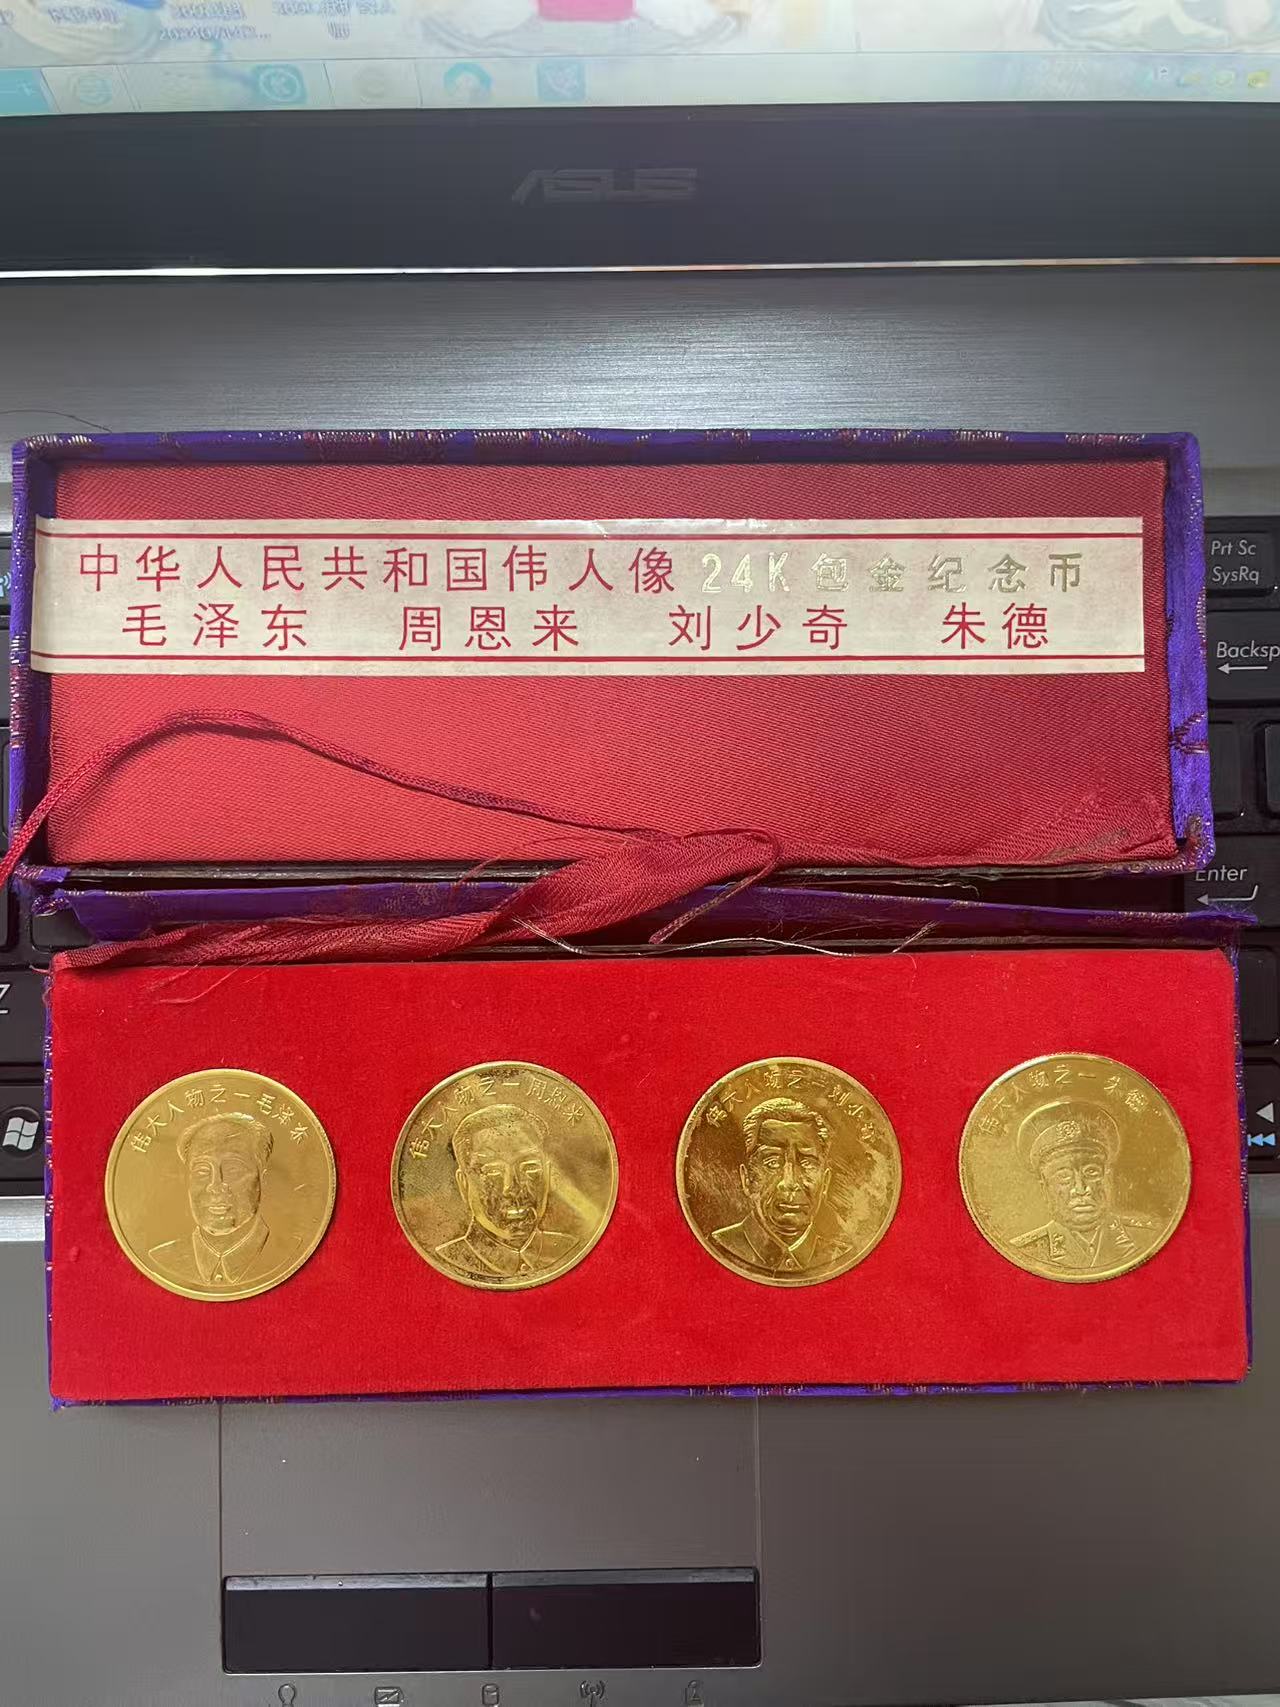 ASUS
中华人民共和国伟人像 24K 包金纪念币
毛泽东 周恩来 刘少奇 朱德
Prt Sc
SysRq
Backsp
Enter
Z
伟大人物之一毛泽东
伟大人物之一周恩来
伟大人物之一刘少奇
伟大人物之一朱德